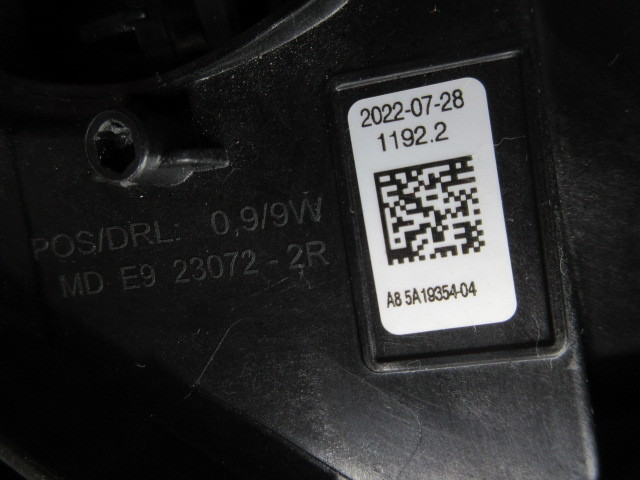 2022-07-28
1192.2
A8 5A19354-04
POS/DRL: 0,9/9W
MD E9 23072-2R